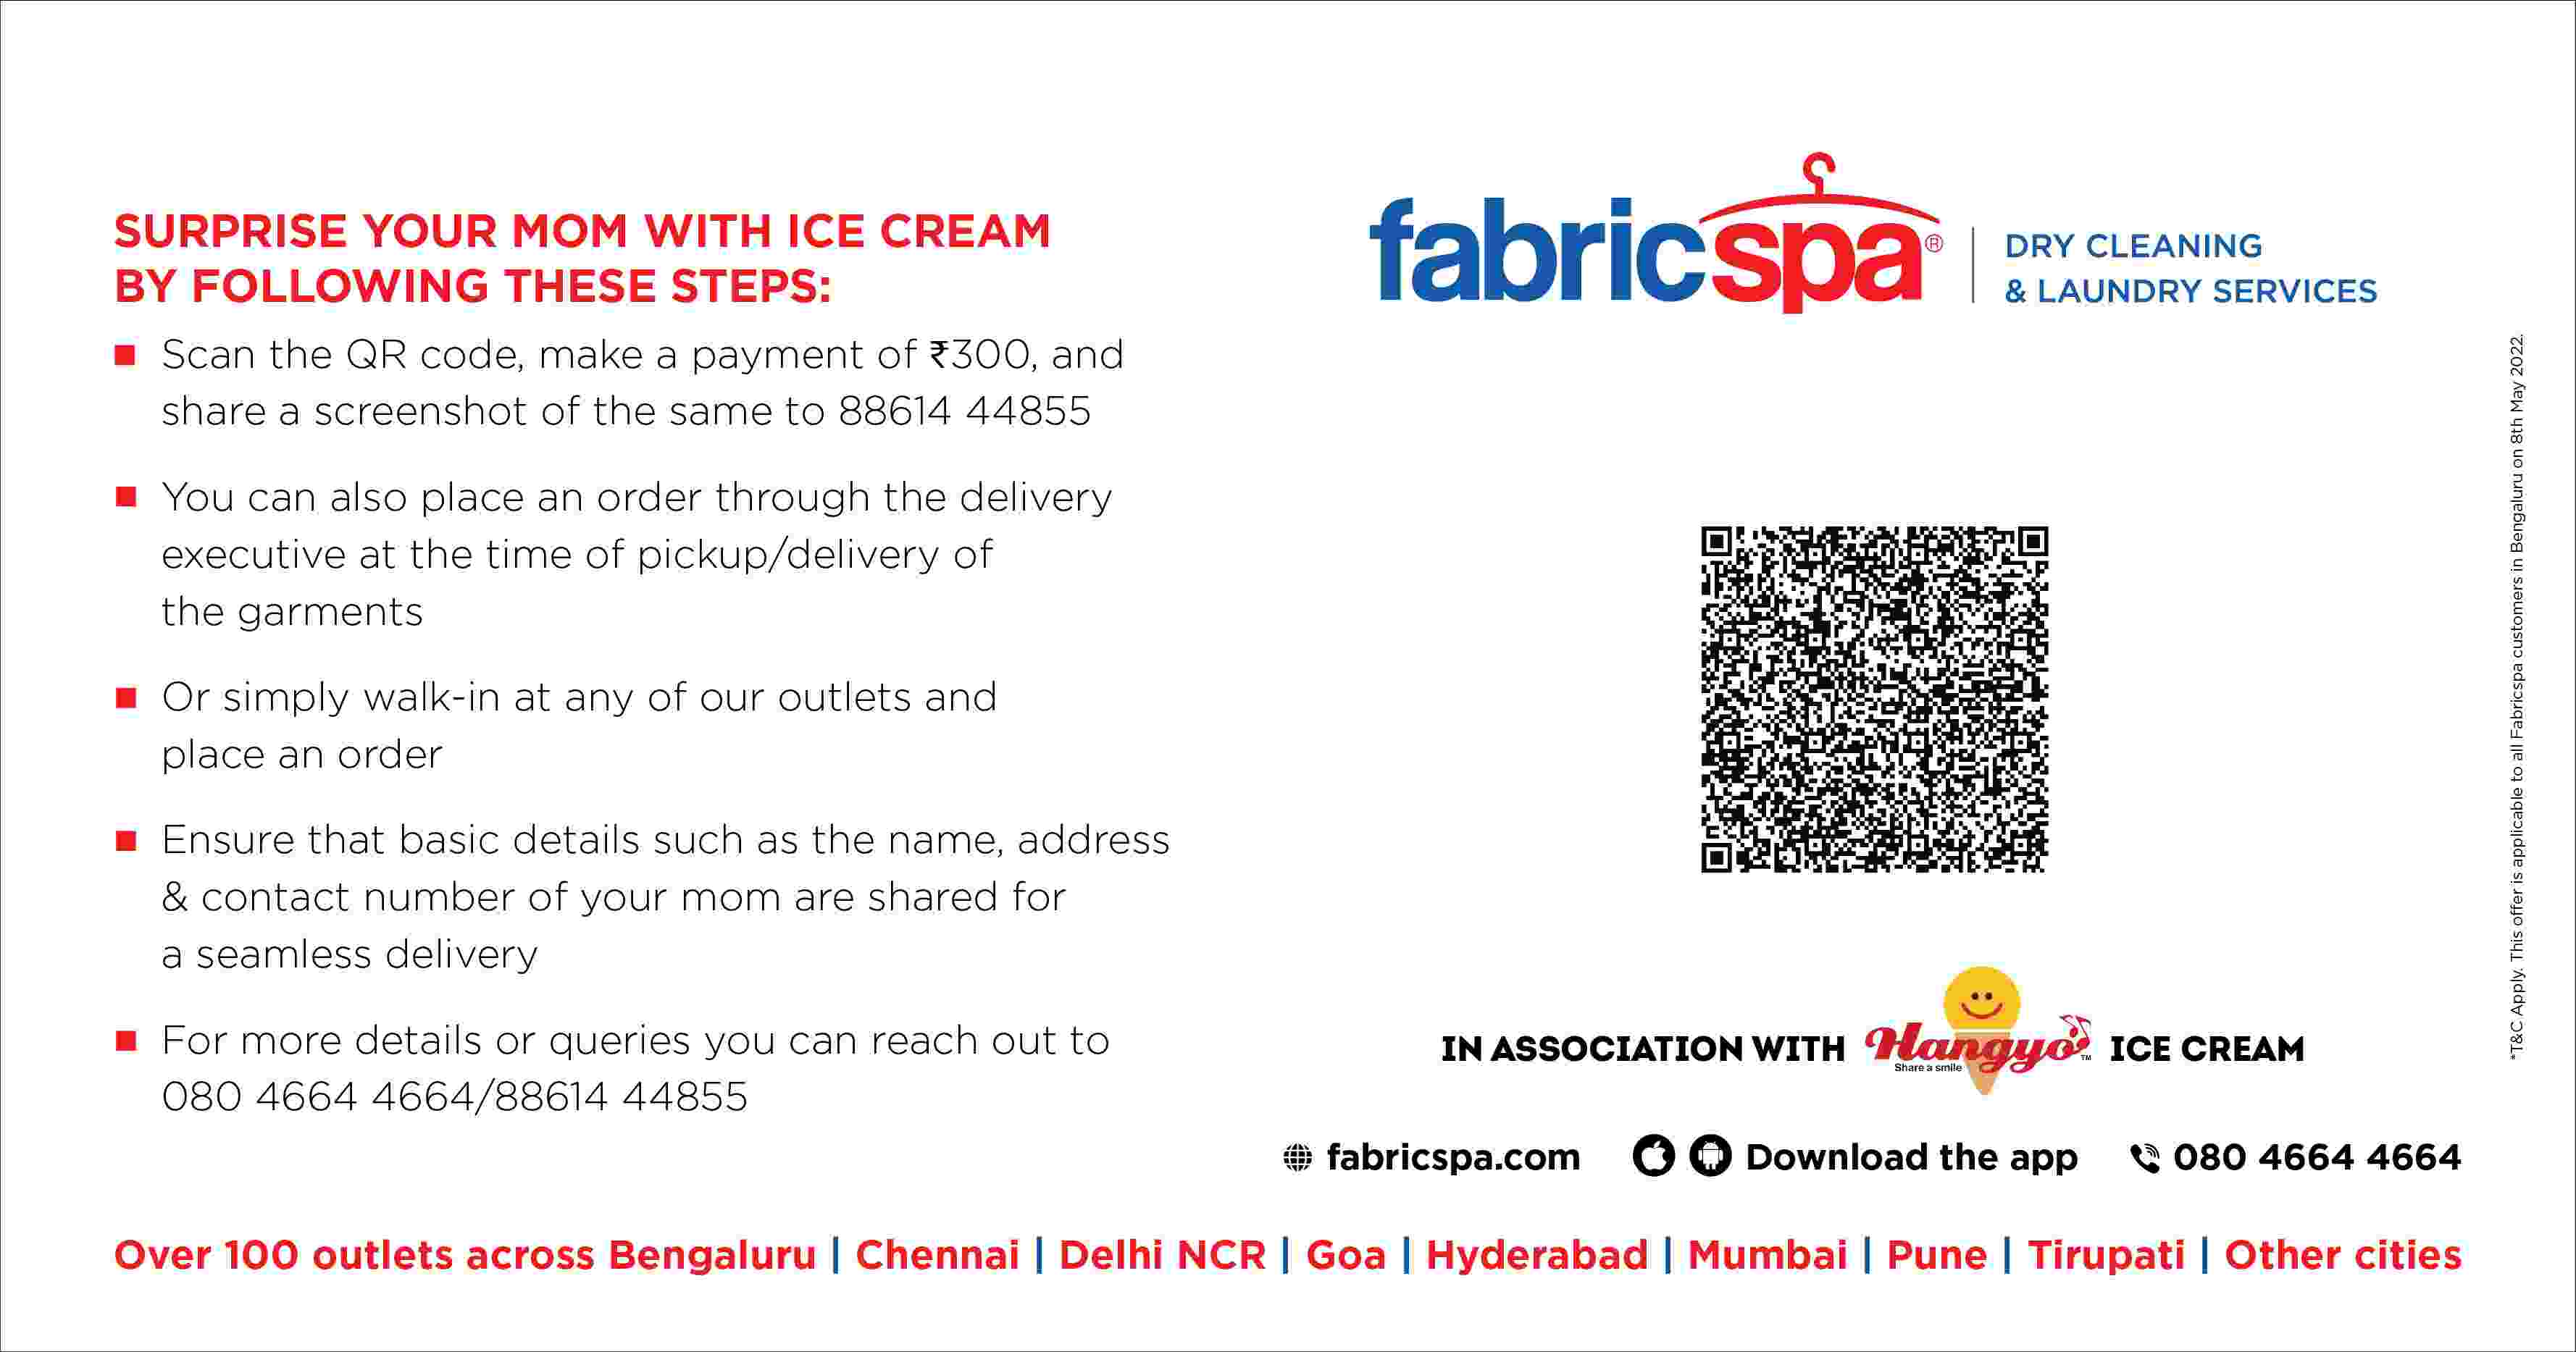 SURPRISE YOUR MOM WITH ICE CREAM
BY FOLLOWING THESE STEPS:
Scan the QR code, make a payment of ₹300, and
share a screenshot of the same to 88614 44855
You can also place an order through the delivery
executive at the time of pickup/delivery of
the garments
Or simply walk-in at any of our outlets and
place an order
Ensure that basic details such as the name, address
& contact number of your mom are shared for
a seamless delivery
For more details or queries you can reach out to
080 4664 4664/88614 44855
fabricspa®
DRY CLEANING
& LAUNDRY SERVICES
IN ASSOCIATION WITH Hangyo™ ICE CREAM
Share a smile
fabricspa.com Download the app 080 4664 4664
Over 100 outlets across Bengaluru | Chennai | Delhi NCR | Goa | Hyderabad | Mumbai | Pune | Tirupati | Other cities
*T&C Apply. This offer is applicable to all Fabricspa customers in Bengaluru on 8th May 2022.